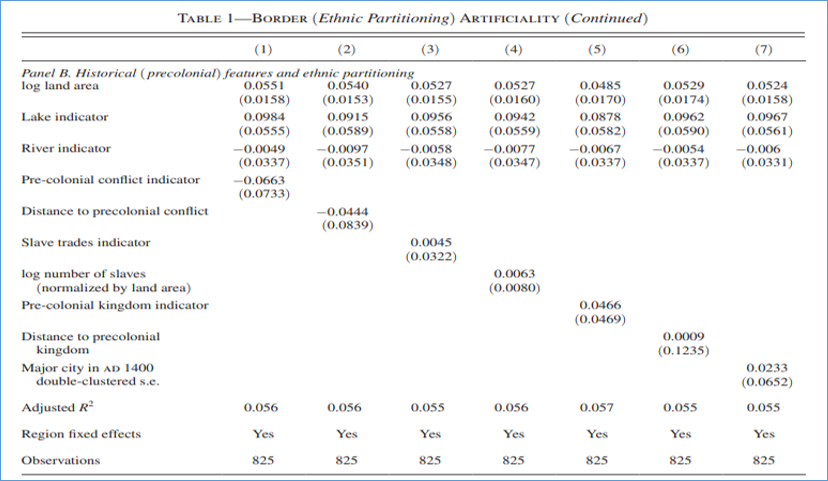 TABLE 1—BORDER (Ethnic Partitioning) ARTIFICIALITY (Continued)
(1) (2) (3) (4) (5) (6) (7)
Panel B. Historical (precolonial) features and ethnic partitioning
log land area 0.0551 0.0540 0.0527 0.0527 0.0485 0.0529 0.0524
(0.0158) (0.0153) (0.0155) (0.0160) (0.0170) (0.0174) (0.0158)
Lake indicator 0.0984 0.0915 0.0956 0.0942 0.0878 0.0962 0.0967
(0.0555) (0.0589) (0.0558) (0.0559) (0.0582) (0.0590) (0.0561)
River indicator −0.0049 −0.0097 −0.0058 −0.0077 −0.0067 −0.0054 −0.006
(0.0337) (0.0351) (0.0348) (0.0347) (0.0337) (0.0337) (0.0331)
Pre-colonial conflict indicator −0.0663
(0.0733)
Distance to precolonial conflict −0.0444
(0.0839)
Slave trades indicator 0.0045
(0.0322)
log number of slaves 0.0063
(normalized by land area) (0.0080)
Pre-colonial kingdom indicator 0.0466
(0.0469)
Distance to precolonial 0.0009
kingdom (0.1235)
Major city in AD 1400 0.0233
double-clustered s.e. (0.0652)
Adjusted R² 0.056 0.056 0.055 0.056 0.057 0.055 0.055
Region fixed effects Yes Yes Yes Yes Yes Yes Yes
Observations 825 825 825 825 825 825 825